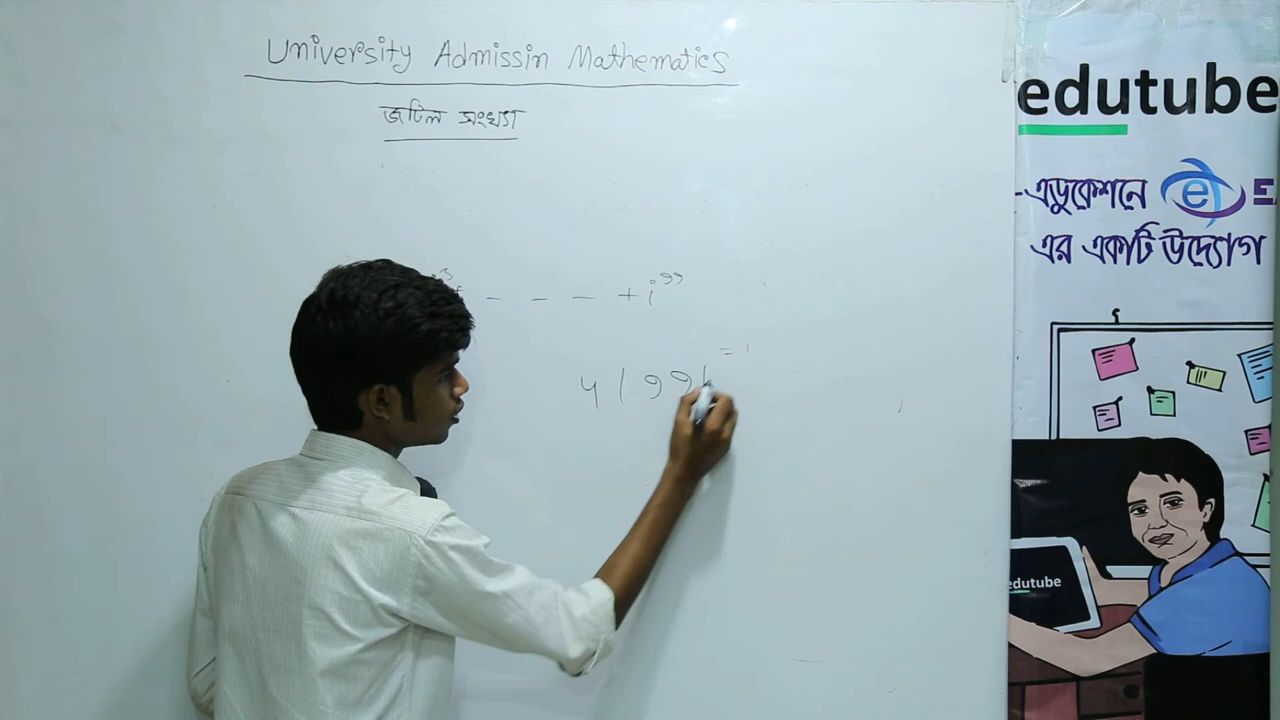 University Admissin Mathematics
জটিল সংখ্যা
- - - + i⁹⁹
=
4 ( 99 (
edutube
-এডুকেশনে
এর একটি উদ্যোগ
edutube